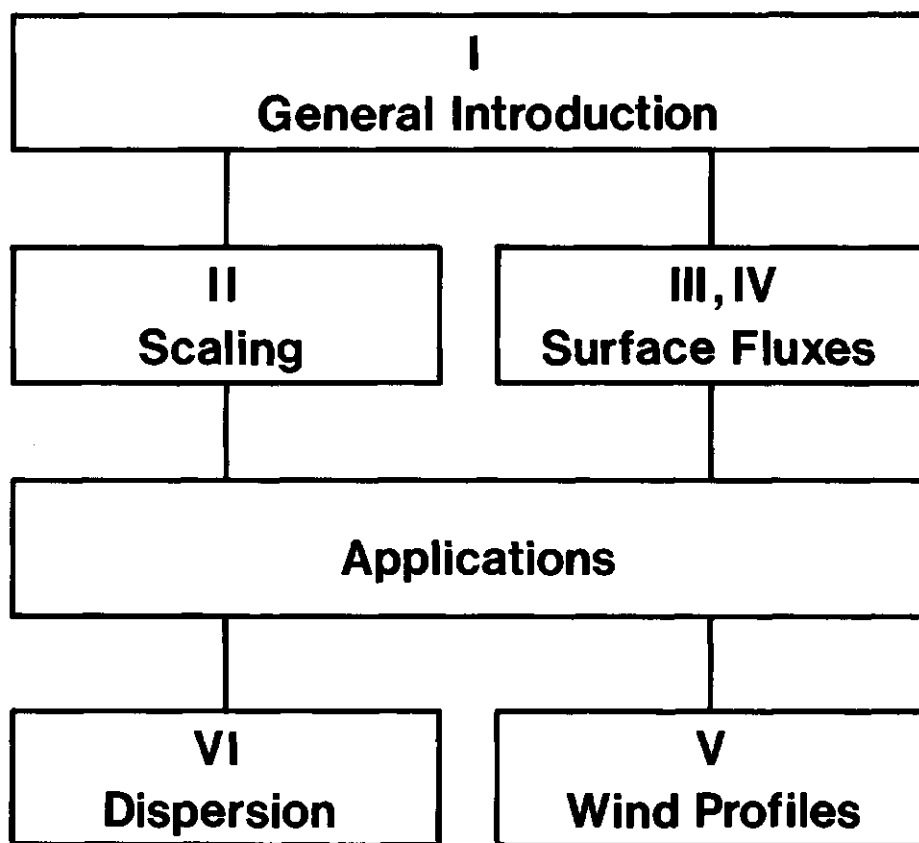 I
General Introduction
II
Scaling
III, IV
Surface Fluxes
Applications
VI
Dispersion
V
Wind Profiles